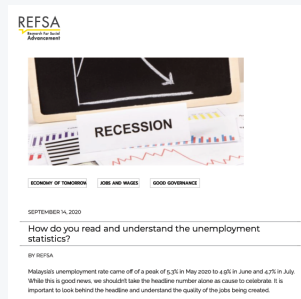 REFSA
Research For Social
Advancement
RECESSION
ECONOMY OF TOMORROW JOBS AND WAGES GOOD GOVERNANCE
SEPTEMBER 14, 2020
How do you read and understand the unemployment
statistics?
BY REFSA
Malaysia's unemployment rate came off of a peak of 5.3% in May 2020 to 4.9% in June and 4.7% in July.
While this is good news, we shouldn't take the headline number alone as cause to celebrate. It is
important to look behind the headline and understand the quality of the jobs being created.